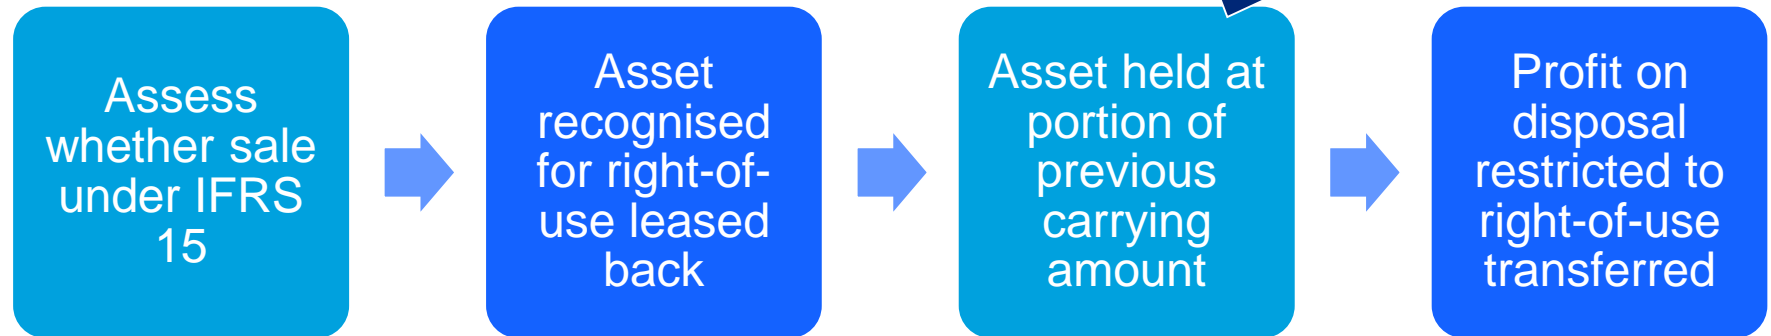 Assess
whether sale
under IFRS
15
Asset
recognised
for right-of-
use leased
back
Asset held at
portion of
previous
carrying
amount
Profit on
disposal
restricted to
right-of-use
transferred